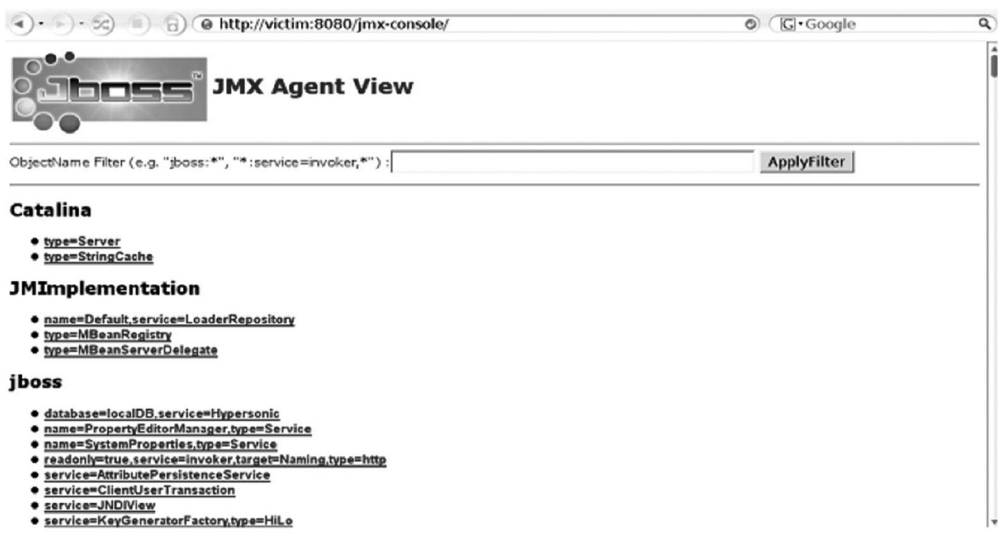 http://victim:8080/jmx-console/
G Google
Jboss™
JMX Agent View
ObjectName Filter (e.g. "jboss:*", "*:service=invoker,*") :
ApplyFilter
Catalina
type=Server
type=StringCache
JMImplementation
name=Default,service=LoaderRepository
type=MBeanRegistry
type=MBeanServerDelegate
jboss
database=localDB,service=Hypersonic
name=PropertyEditorManager,type=Service
name=SystemProperties,type=Service
readonly=true,service=invoker,target=Naming,type=http
service=AttributePersistenceService
service=ClientUserTransaction
service=JNDIView
service=KeyGeneratorFactory,type=HiLo